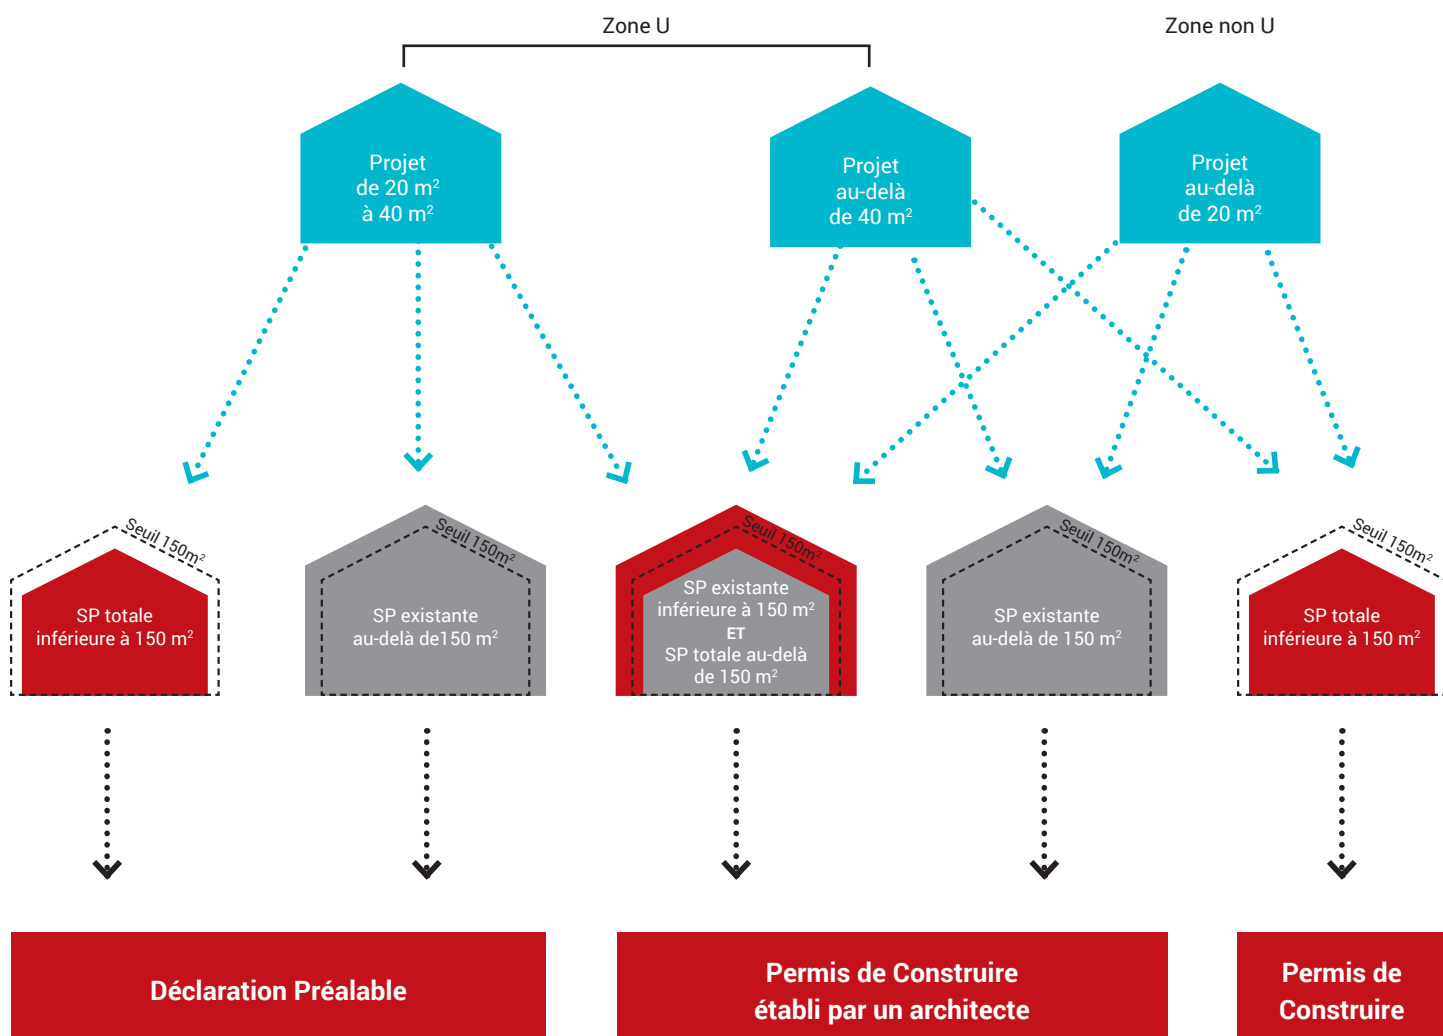 Zone U
Zone non U
Projet
de 20 m²
à 40 m²
Projet
au-delà
de 40 m²
Projet
au-delà
de 20 m²
Seuil 150m²
SP totale
inférieure à 150 m²
Seuil 150m²
SP existante
au-delà de150 m²
Seuil 150m²
SP existante
inférieure à 150 m²
ET
SP totale au-delà
de 150 m²
Seuil 150m²
SP existante
au-delà de 150 m²
Seuil 150m²
SP totale
inférieure à 150 m²
Déclaration Préalable
Permis de Construire
établi par un architecte
Permis de
Construire